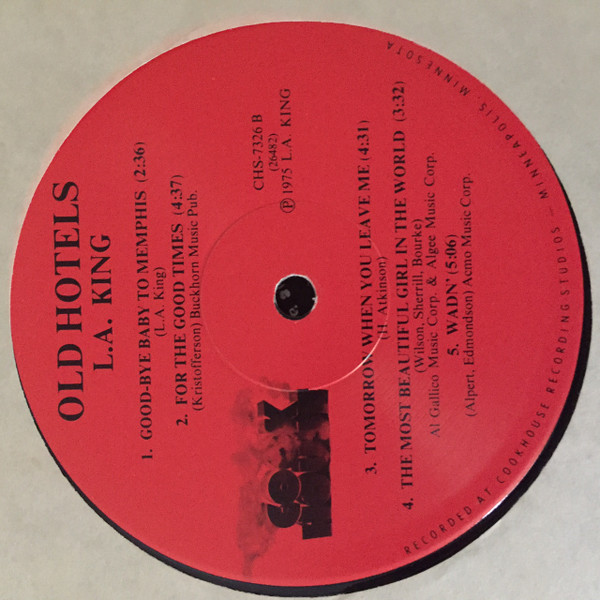 OLD HOTELS
L.A. KING
1. GOOD-BYE BABY TO MEMPHIS (2:36)
(L.A. King)
2. FOR THE GOOD TIMES (4:37)
(Kristofferson) Buckhorn Music Pub.
CHS-7326 B
(26482)
Ⓟ 1975 L.A. KING
3. TOMORROW WHEN YOU LEAVE ME (4:31)
(H. Atkinson)
4. THE MOST BEAUTIFUL GIRL IN THE WORLD (3:32)
(Wilson, Sherrill, Bourke)
Al Gallico Music Corp. & Algee Music Corp.
5. WADN' (5:06)
(Alpert, Edmondson) Acmo Music Corp.
RECORDED AT COOKHOUSE RECORDING STUDIOS — MINNEAPOLIS, MINNESOTA